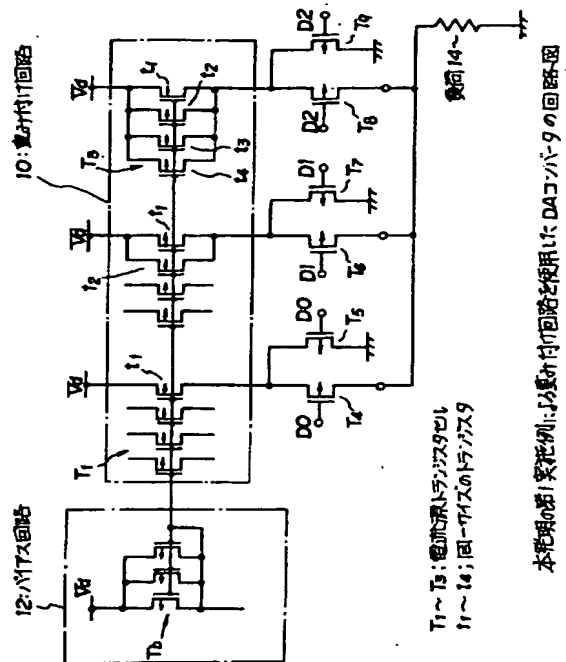 10:重み付け回路
Vd
t1
t2
t3
t4
T3
D2
T9
D2
T8
負荷14~
Vd
t1
t2
D1
T7
D1
T6
Vd
t1
T1
D0
T5
D0
T4
12:バイアス回路
Vd
Tb
T1~T3;電流源トランジスタセル
t1~t4;同一サイズのトランジスタ
本発明の第1実施例による重み付け回路を使用したDAコンバータの回路図